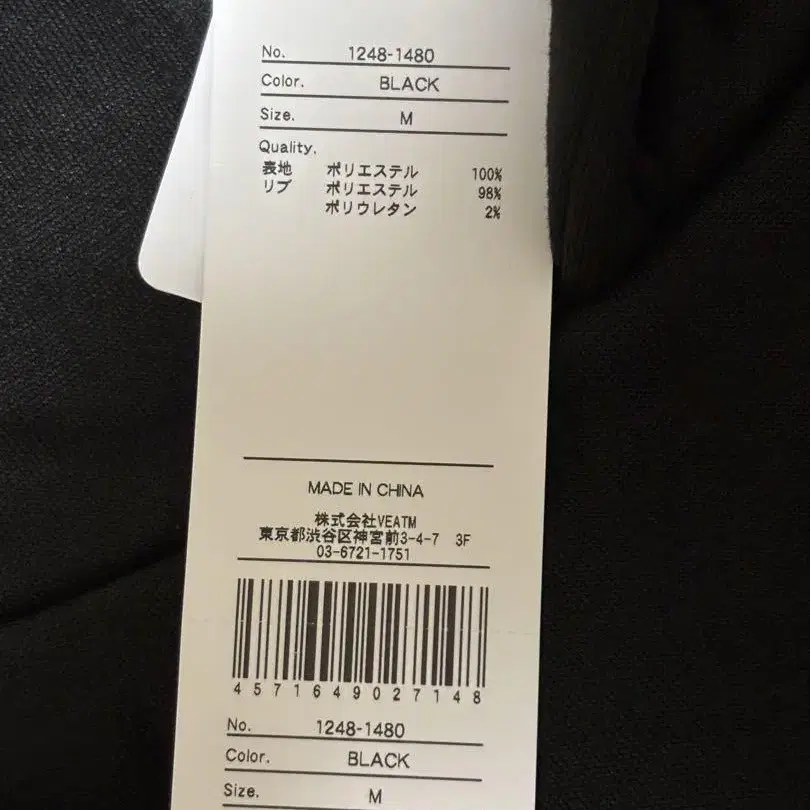 No. 1248-1480
Color. BLACK
Size. M
Quality.
表地 ポリエステル 100%
リブ ポリエステル 98%
ポリウレタン 2%
MADE IN CHINA
株式会社VEATM
東京都渋谷区神宮前3-4-7 3F
03-6721-1751
4571649027148
No. 1248-1480
Color. BLACK
Size. M